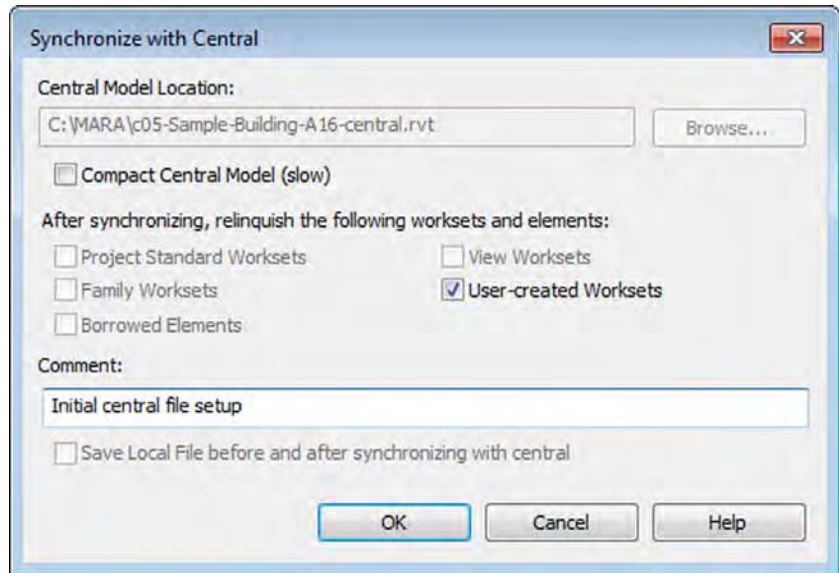 Synchronize with Central
Central Model Location:
C:\MARA\c05-Sample-Building-A16-central.rvt
Browse...
Compact Central Model (slow)
After synchronizing, relinquish the following worksets and elements:
Project Standard Worksets
View Worksets
Family Worksets
User-created Worksets
Borrowed Elements
Comment:
Initial central file setup
Save Local File before and after synchronizing with central
OK
Cancel
Help